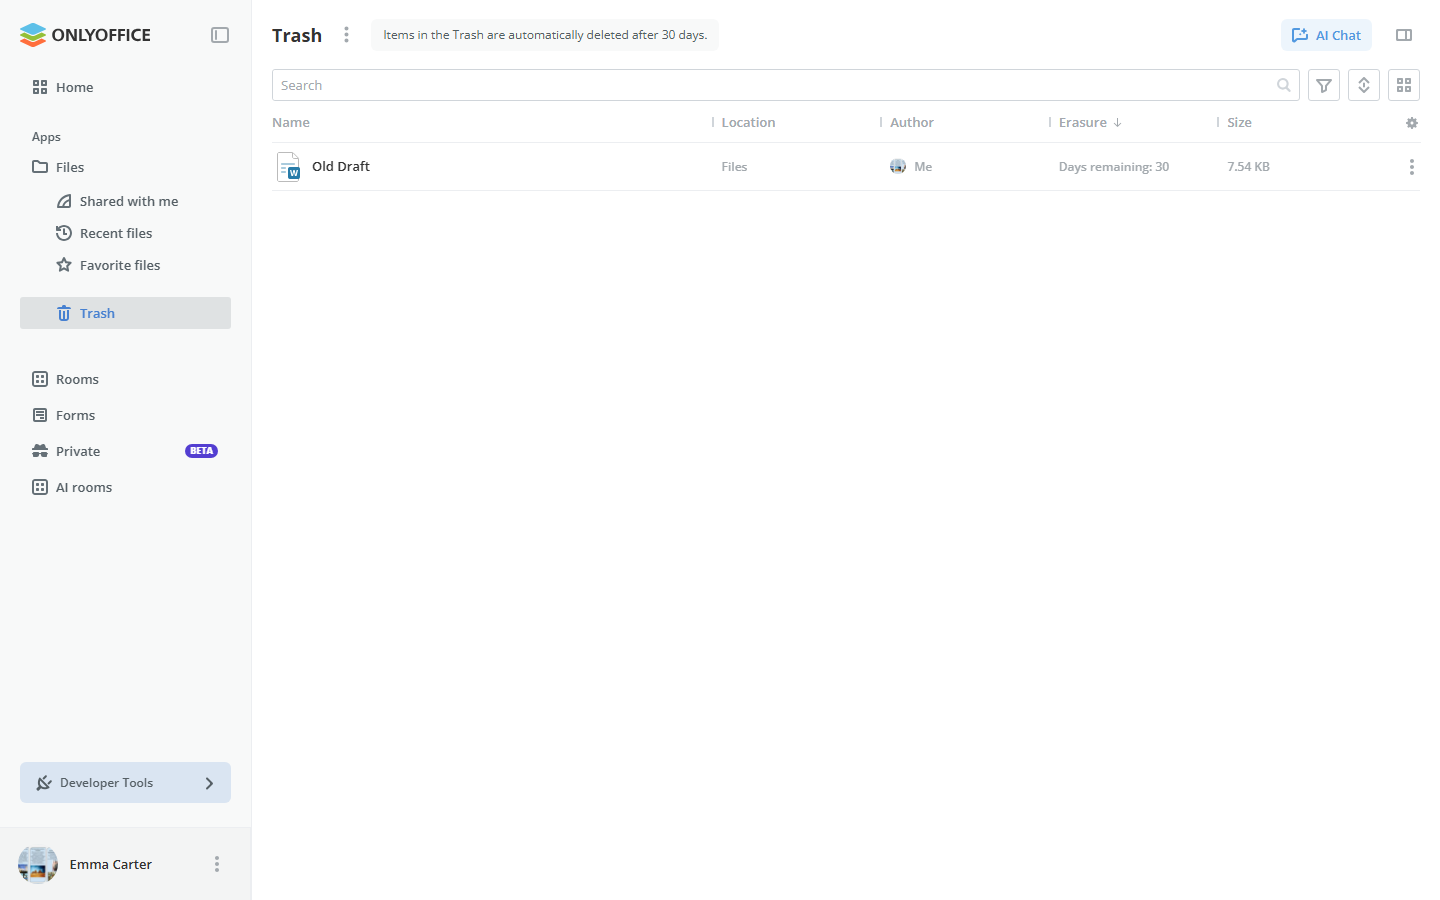 ONLYOFFICE
Home
Apps
Files
Shared with me
Recent files
Favorite files
Trash
Rooms
Forms
Private BETA
AI rooms
Developer Tools
Emma Carter
Trash
Items in the Trash are automatically deleted after 30 days.
AI Chat
Search
Name Location Author Erasure Size
Old Draft Files Me Days remaining: 30 7.54 KB